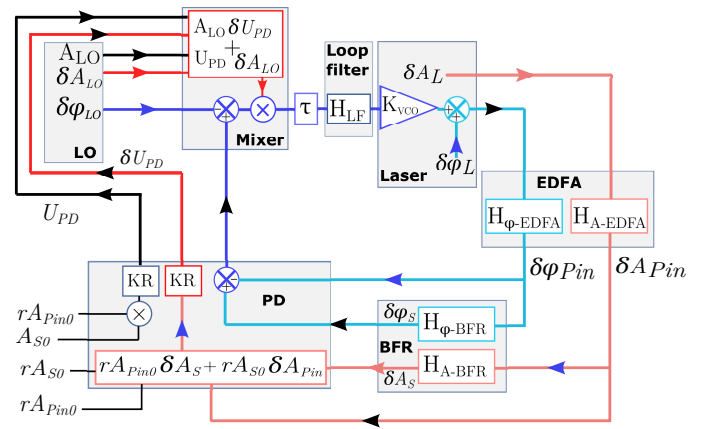 A_LO δU_PD
+
U_PD δA_LO
A_LO
δA_LO
δφ_LO
LO
Mixer
-
τ
Loop
filter
H_LF
K_VCO
δA_L
+
+
δφ_L
Laser
EDFA
H_φ-EDFA
H_A-EDFA
δU_PD
U_PD
δφ_Pin
δA_Pin
KR
KR
+
-
PD
rA_Pin0
A_S0
×
rA_S0
rA_Pin0
rA_Pin0 δA_S + rA_S0 δA_Pin
δφ_S
H_φ-BFR
BFR
δA_S
H_A-BFR